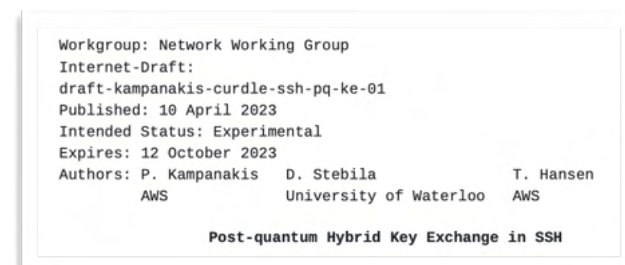 Workgroup: Network Working Group
Internet-Draft:
draft-kampanakis-curdle-ssh-pq-ke-01
Published: 10 April 2023
Intended Status: Experimental
Expires: 12 October 2023
Authors: P. Kampanakis D. Stebila T. Hansen
AWS University of Waterloo AWS
Post-quantum Hybrid Key Exchange in SSH